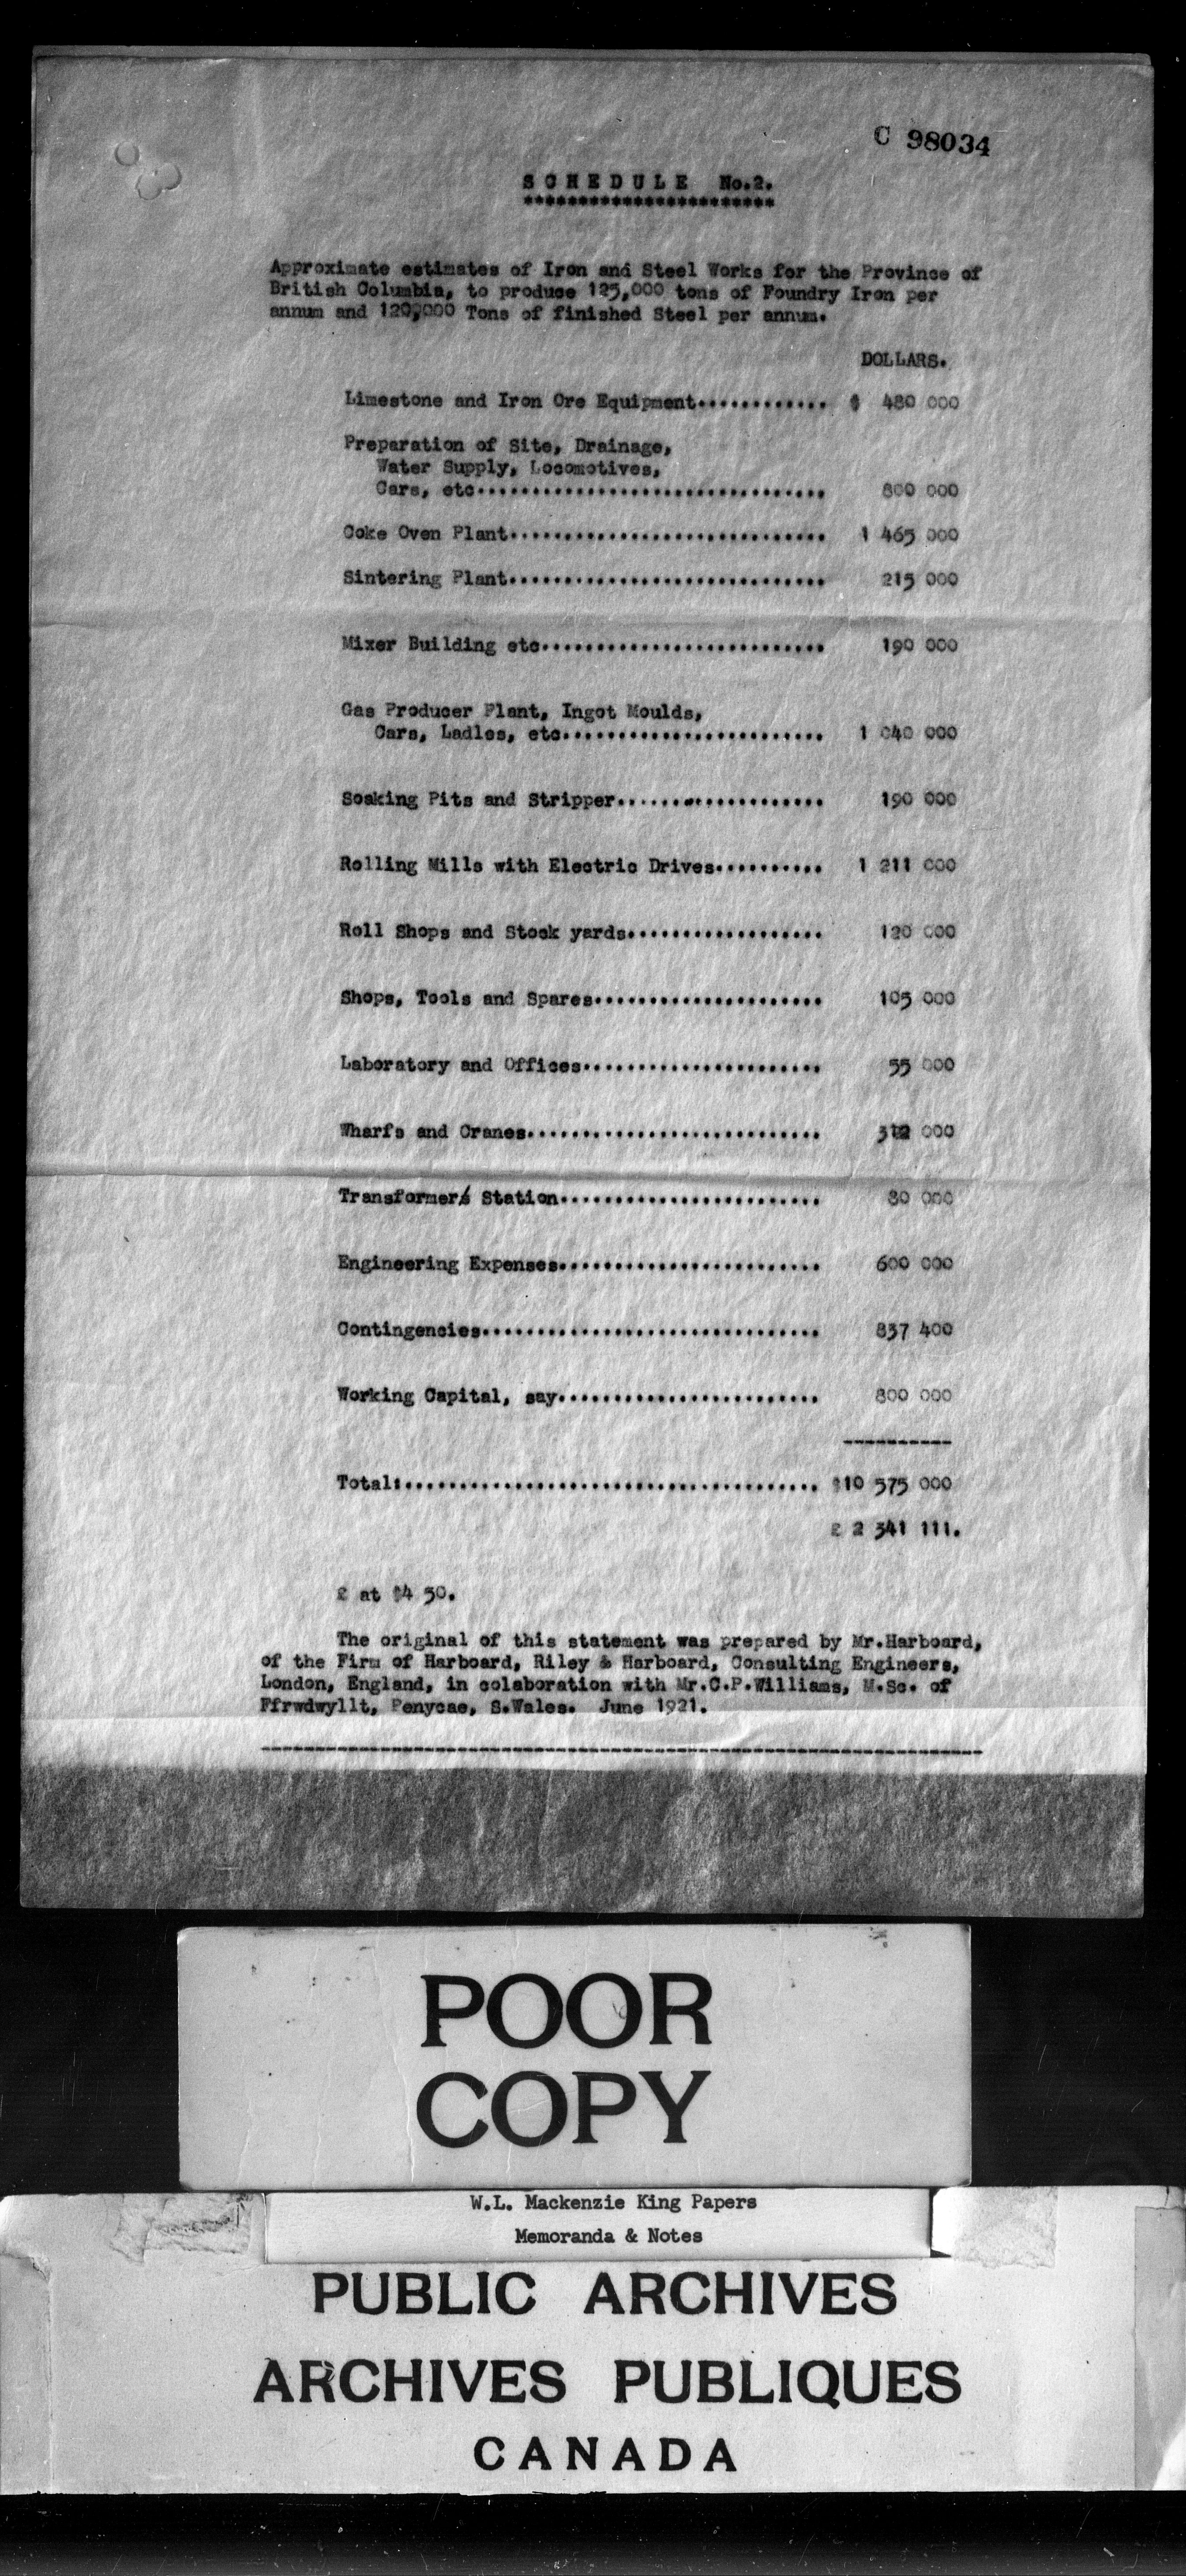 C 98034
SCHEDULE No.2.
***********************
Approximate estimates of Iron and Steel Works for the Province of
British Columbia, to produce 125,000 tons of Foundry Iron per
annum and 120,000 Tons of finished Steel per annum.
DOLLARS.
Limestone and Iron Ore Equipment............ $ 480 000
Preparation of Site, Drainage,
Water Supply, Locomotives,
Cars, etc................................ 800 000
Coke Oven Plant............................. 1 465 000
Sintering Plant............................. 215 000
Mixer Building etc.......................... 190 000
Gas Producer Plant, Ingot Moulds,
Cars, Ladles, etc........................ 1 040 000
Soaking Pits and Stripper................... 190 000
Rolling Mills with Electric Drives.......... 1 211 000
Roll Shops and Stock yards.................. 120 000
Shops, Tools and Spares..................... 105 000
Laboratory and Offices...................... 55 000
Wharfs and Cranes........................... 312 000
Transformers Station........................ 80 000
Engineering Expenses........................ 600 000
Contingencies............................... 837 400
Working Capital, say........................ 800 000
----------
Total:...................................... $10 575 000
£ 2 341 111.
£ at $4 50.
The original of this statement was prepared by Mr.Harboard,
of the Firm of Harboard, Riley & Harboard, Consulting Engineers,
London, England, in colaboration with Mr.C.P.Williams, M.Sc. of
Ffrwdwyllt, Penycae, S.Wales. June 1921.
------------------------------------------------------------------
POOR
COPY
W.L. Mackenzie King Papers
Memoranda & Notes
PUBLIC ARCHIVES
ARCHIVES PUBLIQUES
CANADA